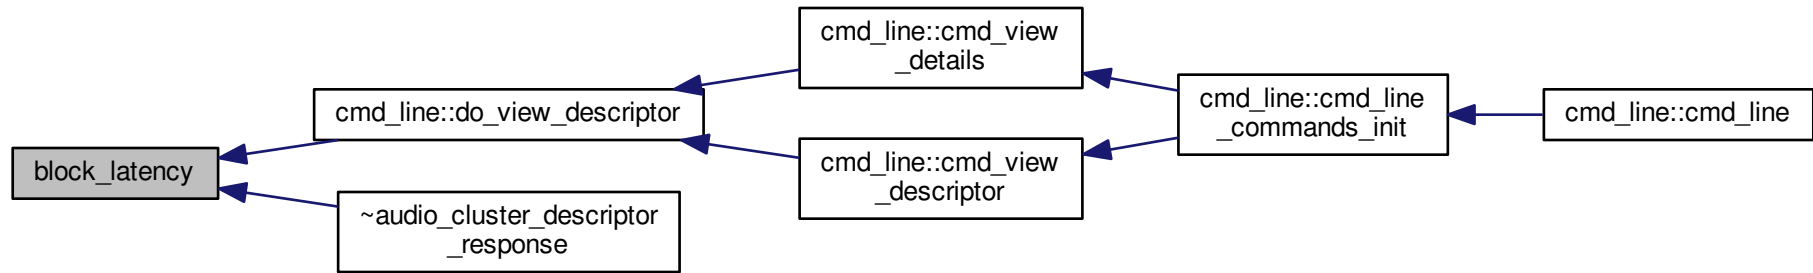 block_latency
cmd_line::do_view_descriptor
~audio_cluster_descriptor
_response
cmd_line::cmd_view
_details
cmd_line::cmd_view
_descriptor
cmd_line::cmd_line
_commands_init
cmd_line::cmd_line